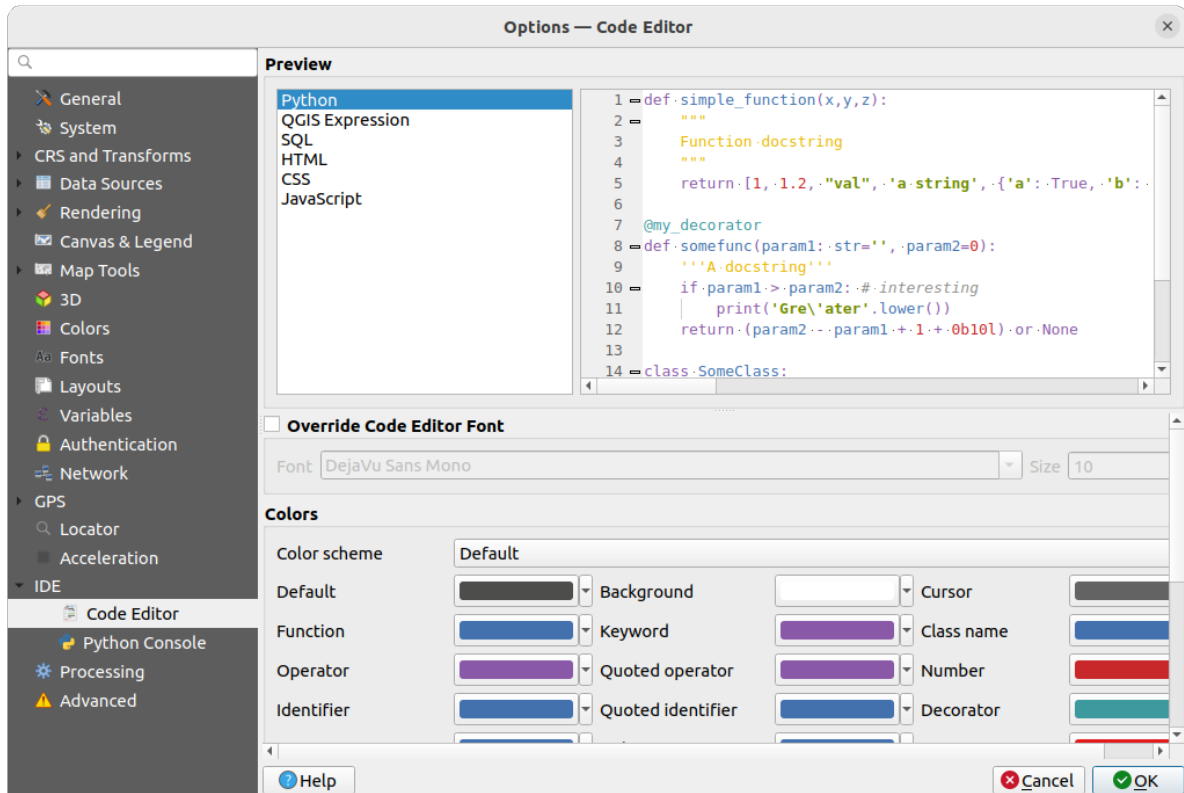 Options — Code Editor
General
System
CRS and Transforms
Data Sources
Rendering
Canvas & Legend
Map Tools
3D
Colors
Aa Fonts
Layouts
Variables
Authentication
Network
GPS
Locator
Acceleration
IDE
Code Editor
Python Console
Processing
Advanced
Preview
Python
QGIS Expression
SQL
HTML
CSS
JavaScript
1 def·simple_function(x,y,z):
2 """
3 Function·docstring
4 """
5 return·[1,·1.2,·"val",·'a·string',·{'a':·True,·'b':·
6
7 @my_decorator
8 def·somefunc(param1:·str='',·param2=0):
9 '''A·docstring'''
10 if·param1·>·param2:·#·interesting
11 print('Gre\'ater'.lower())
12 return·(param2·-·param1·+·1·+·0b10l)·or·None
13
14 class·SomeClass:
Override Code Editor Font
Font DejaVu Sans Mono Size 10
Colors
Color scheme Default
Default Background Cursor
Function Keyword Class name
Operator Quoted operator Number
Identifier Quoted identifier Decorator
Help Cancel OK